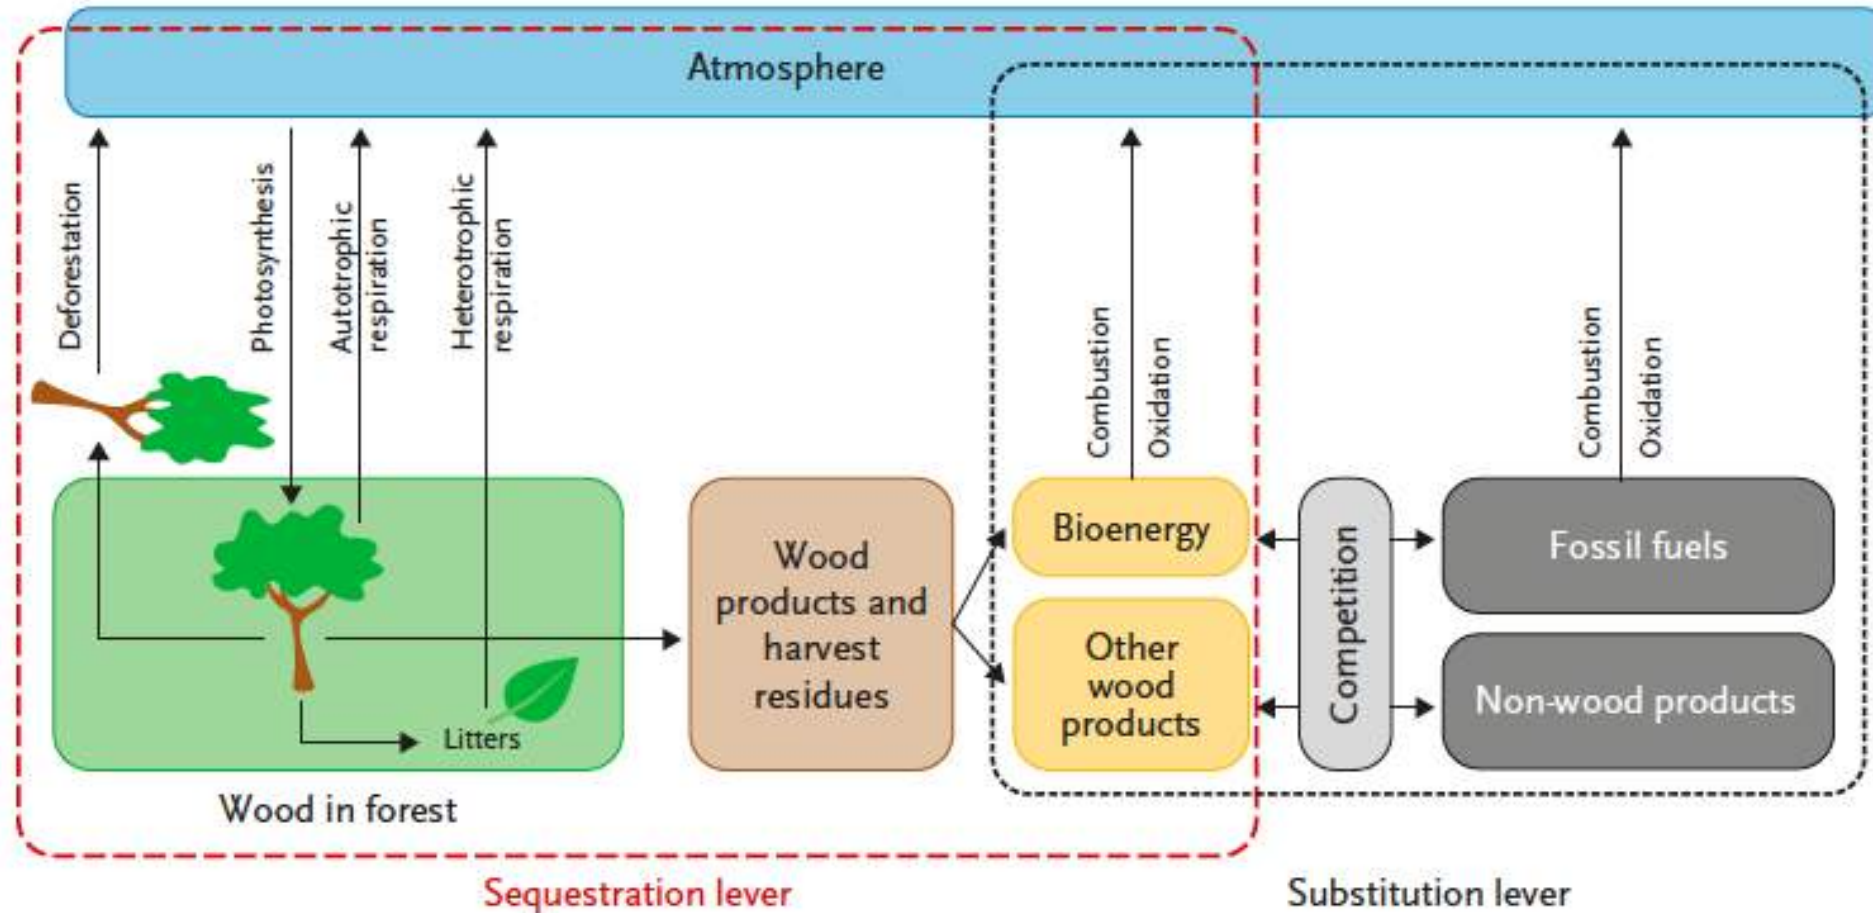 Atmosphere
Deforestation
Photosynthesis
Autotrophic
respiration
Heterotrophic
respiration
Combustion
Oxidation
Combustion
Oxidation
Wood
products and
harvest
residues
Bioenergy
Other
wood
products
Competition
Fossil fuels
Non-wood products
Litters
Wood in forest
Sequestration lever
Substitution lever